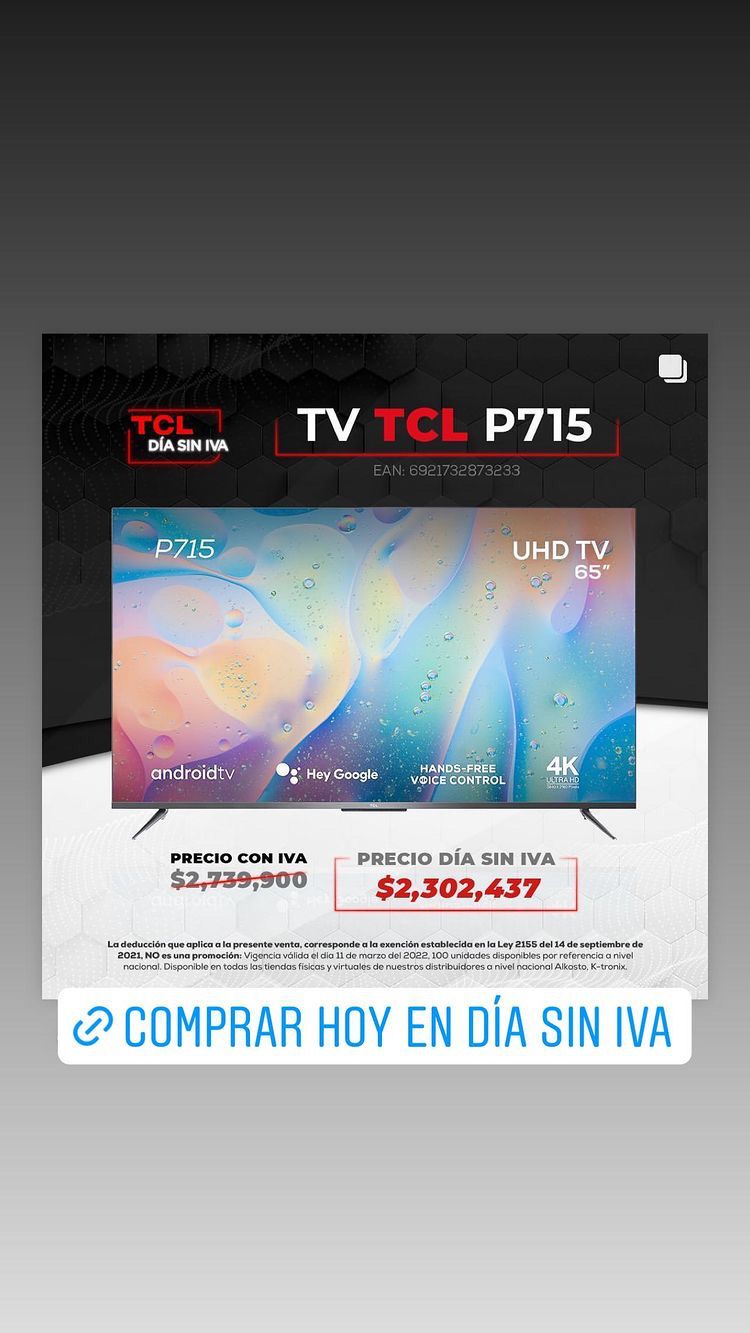 TCL
DÍA SIN IVA
TV TCL P715
EAN: 6921732873233
P715
UHD TV
65”
androidtv
Hey Google
HANDS-FREE
VOICE CONTROL
4K
ULTRA HD
3840 X 2160 Pixels
TCL
PRECIO CON IVA
$2,739,900
PRECIO DÍA SIN IVA
$2,302,437
La deducción que aplica a la presente venta, corresponde a la exención establecida en la Ley 2155 del 14 de septiembre de
2021, NO es una promoción: Vigencia válida el día 11 de marzo del 2022, 100 unidades disponibles por referencia a nivel
nacional. Disponible en todas las tiendas físicas y virtuales de nuestros distribuidores a nivel nacional Alkosto, K-tronix.
COMPRAR HOY EN DÍA SIN IVA